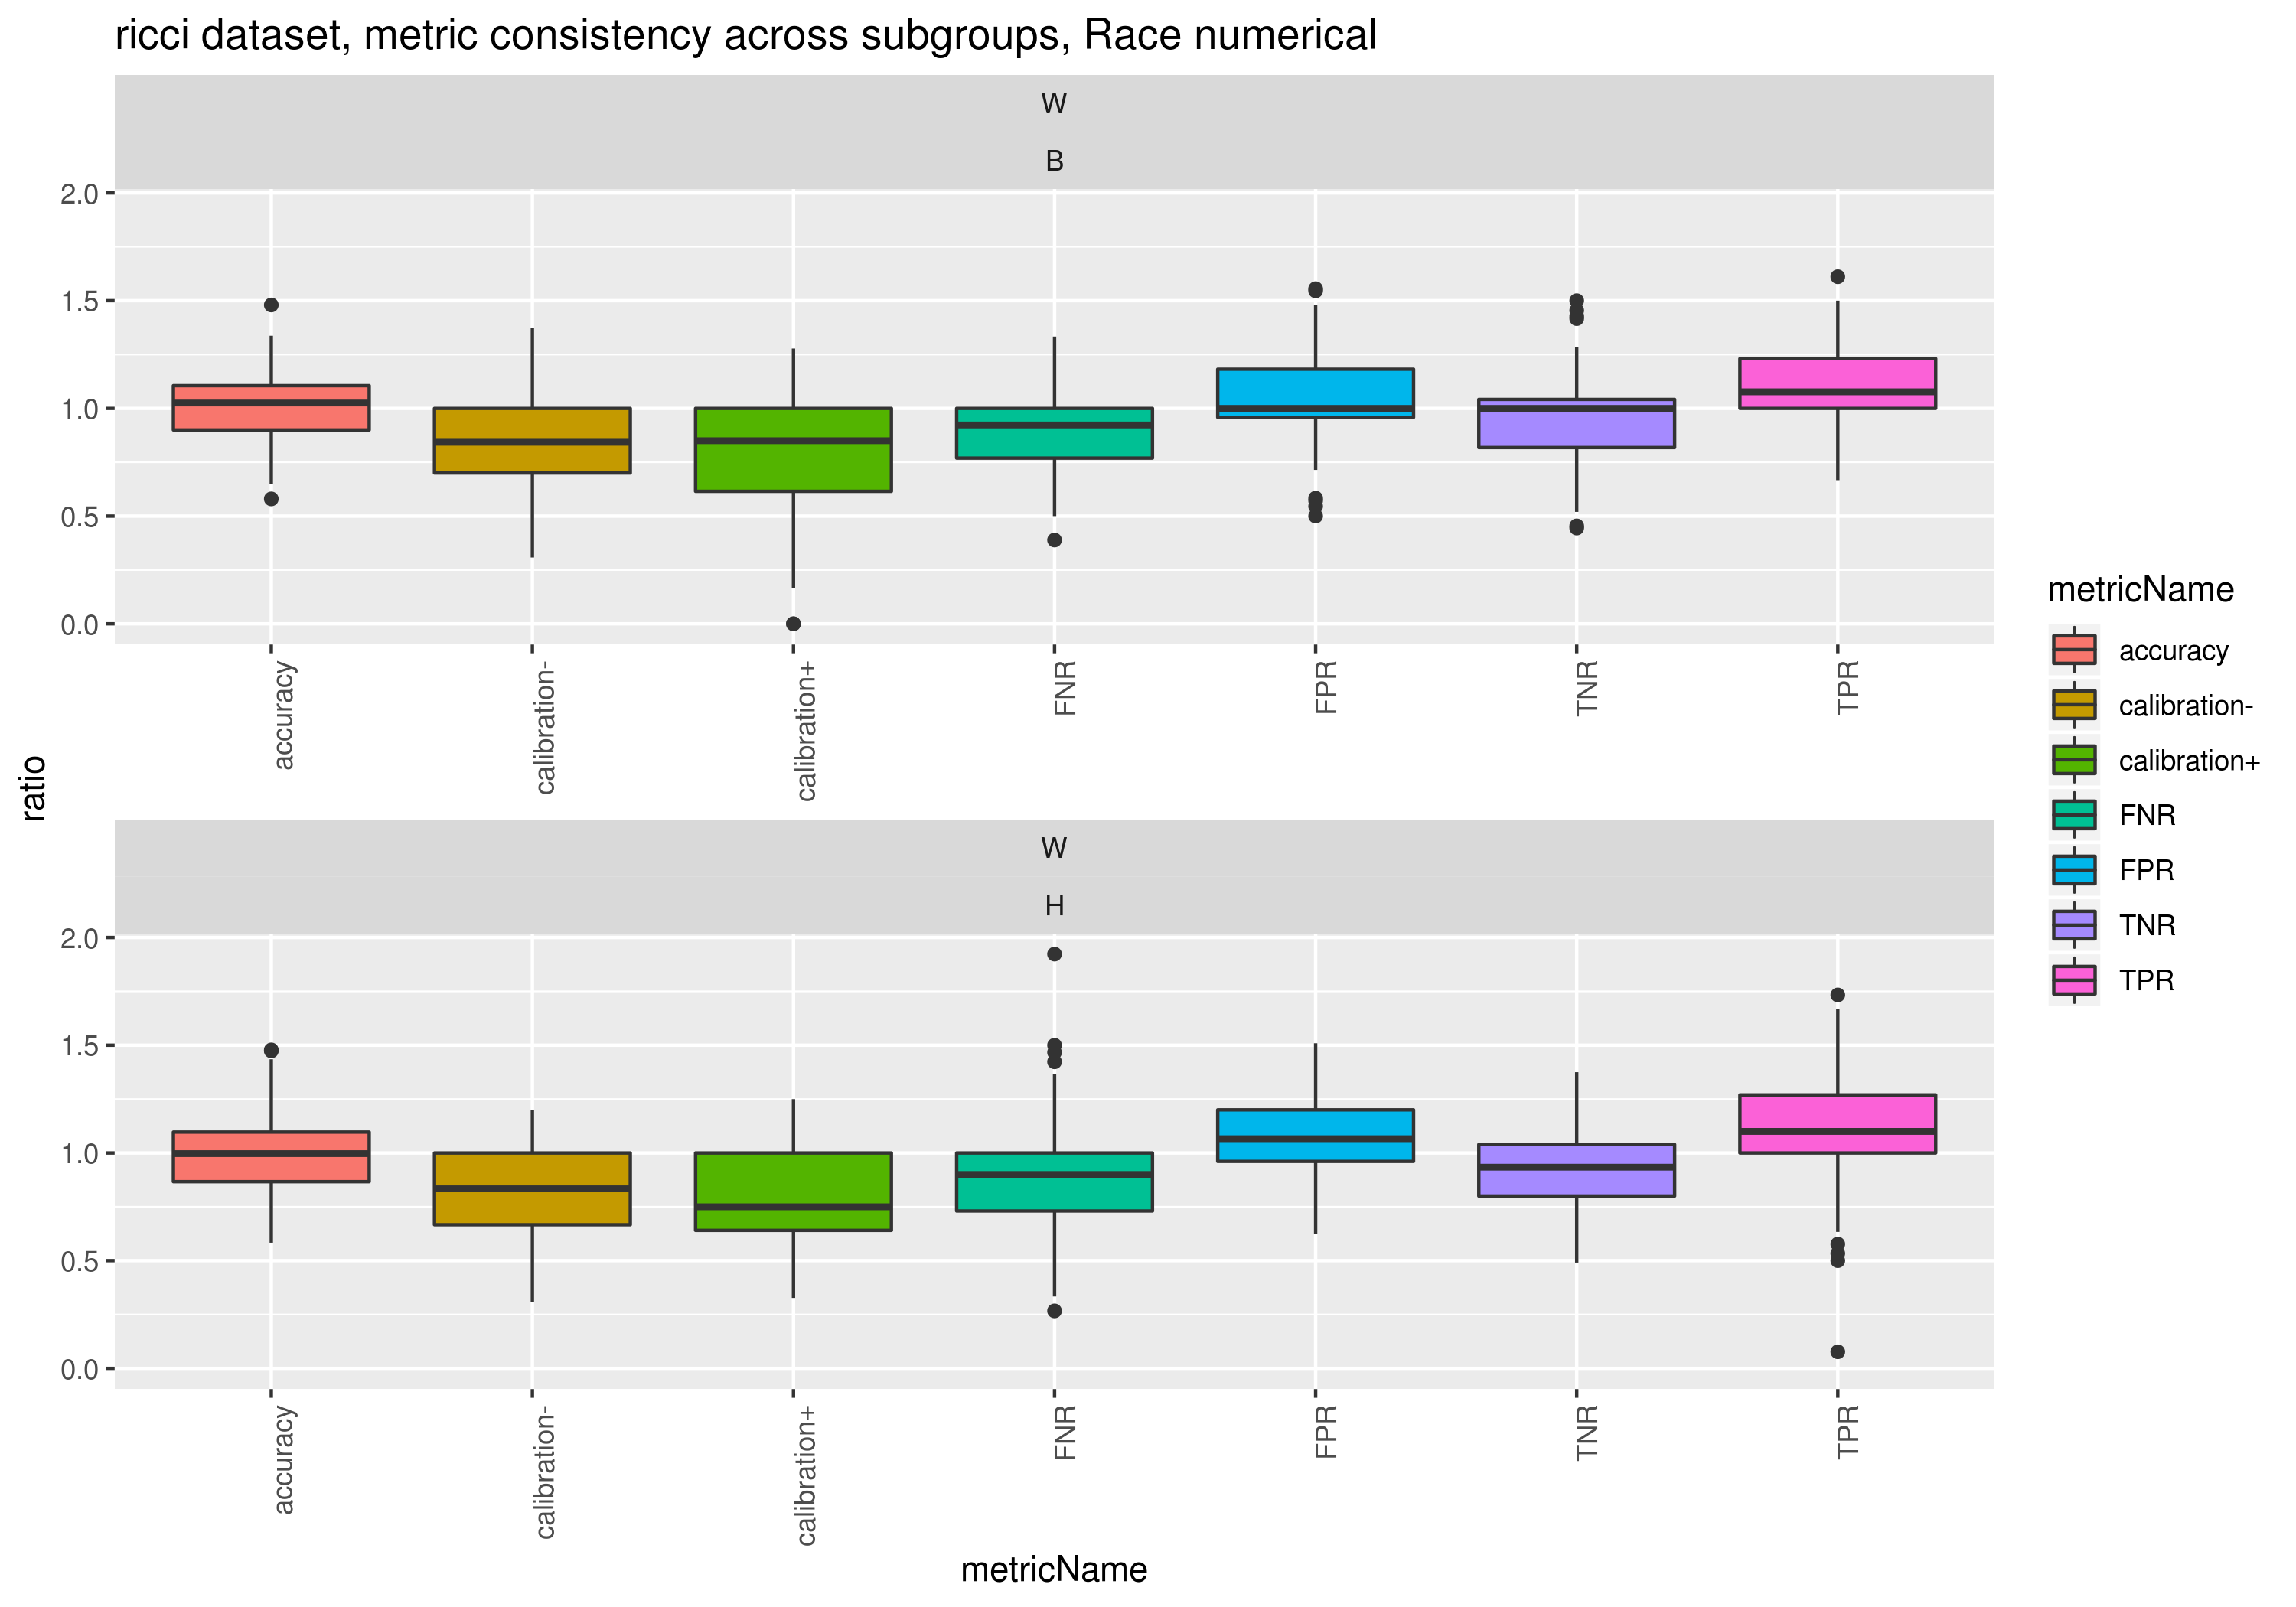 ricci dataset, metric consistency across subgroups, Race numerical
W
B
2.0
1.5
1.0
0.5
0.0
accuracy
calibration-
calibration+
FNR
FPR
TNR
TPR
ratio
W
H
2.0
1.5
1.0
0.5
0.0
accuracy
calibration-
calibration+
FNR
FPR
TNR
TPR
metricName
metricName
accuracy
calibration-
calibration+
FNR
FPR
TNR
TPR